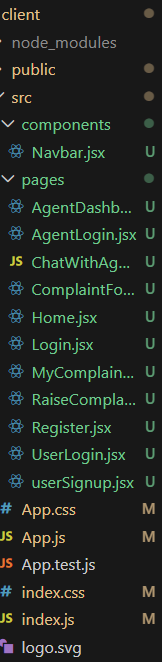 client
node_modules
public
src
components
Navbar.jsx U
pages
AgentDashb... U
AgentLogin.jsx U
JS ChatWithAg... U
ComplaintFo... U
Home.jsx U
Login.jsx U
MyComplain... U
RaiseCompla... U
Register.jsx U
UserLogin.jsx U
userSignup.jsx U
# App.css M
JS App.js M
JS App.test.js
# index.css M
JS index.js M
logo.svg